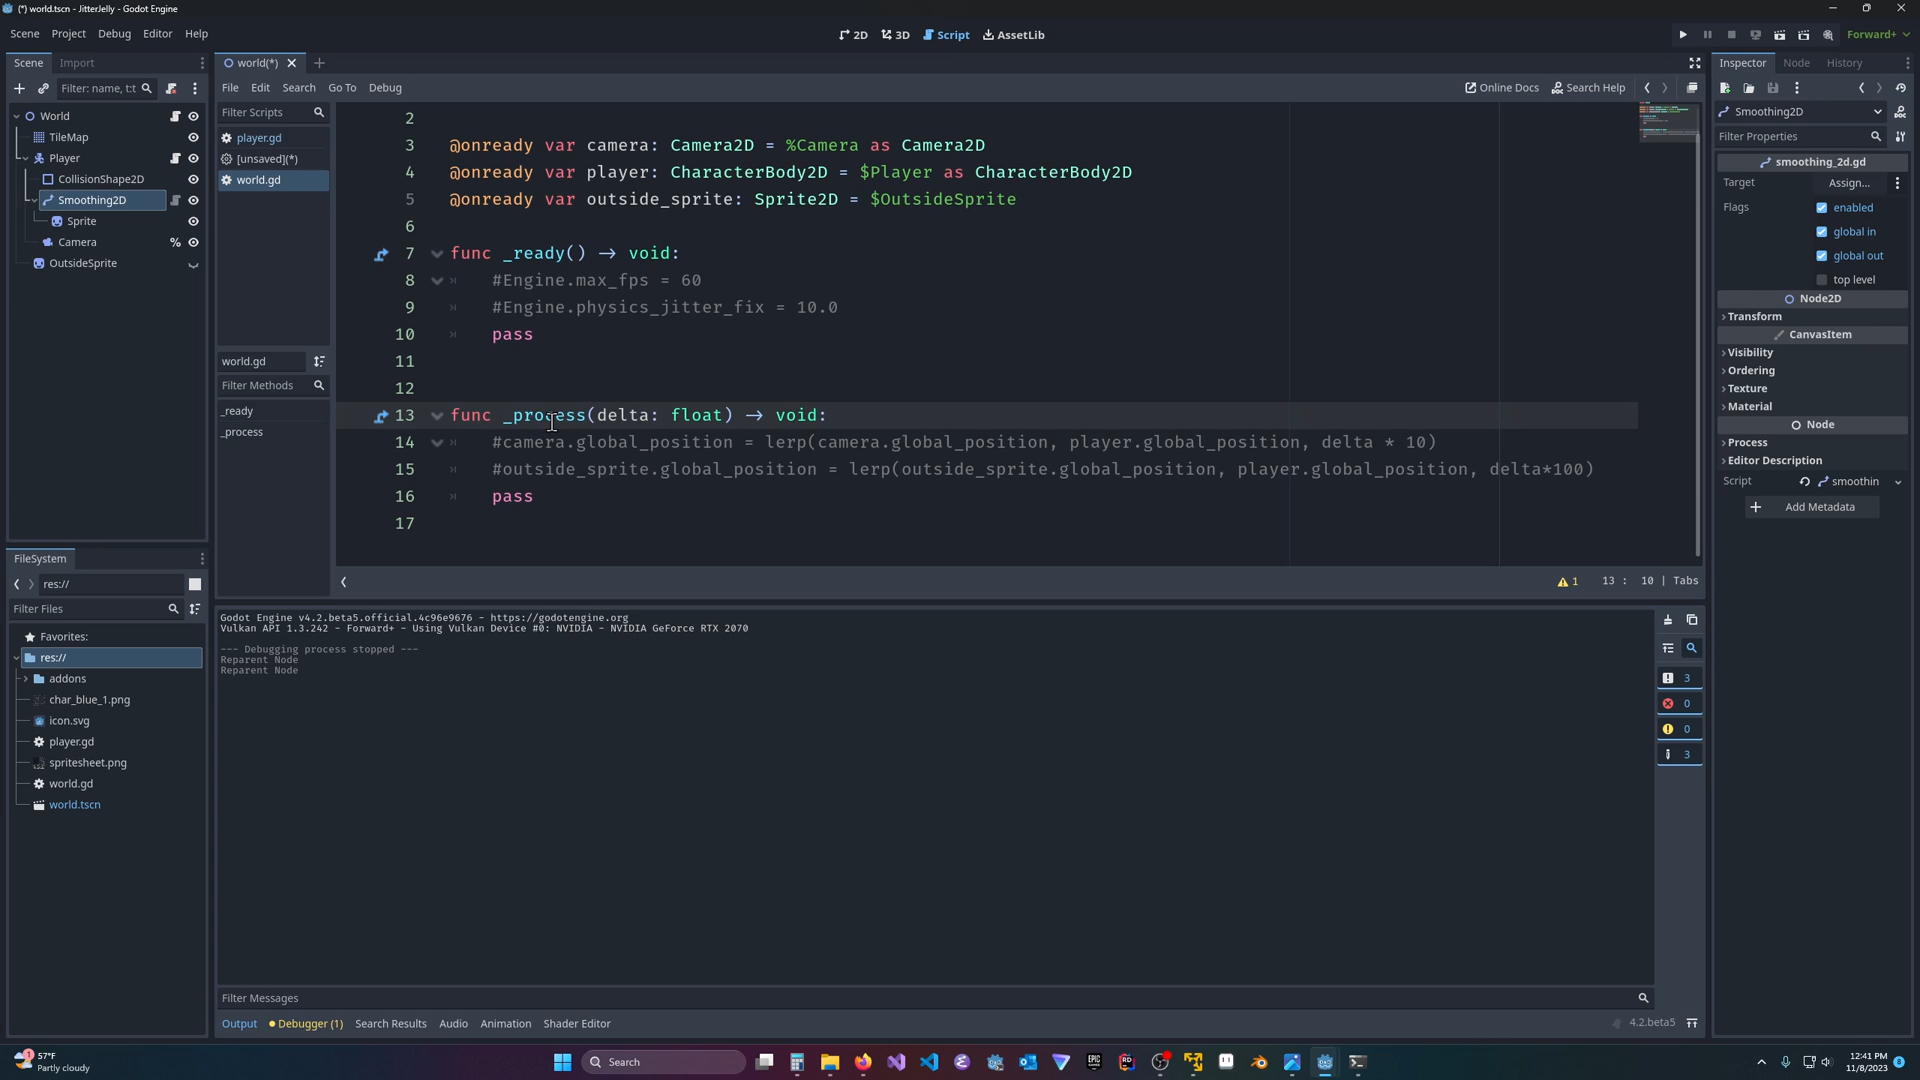 (*) world.tscn - JitterJelly - Godot Engine
Scene Project Debug Editor Help
2D 3D Script AssetLib
Forward+
Scene Import
Filter: name, t:t
World
TileMap
Player
CollisionShape2D
Smoothing2D
Sprite
Camera %
OutsideSprite
FileSystem
res://
Filter Files
Favorites:
res://
addons
char_blue_1.png
icon.svg
player.gd
spritesheet.png
world.gd
world.tscn
world(*)
File Edit Search Go To Debug
Online Docs Search Help
Filter Scripts
player.gd
[unsaved](*)
world.gd
world.gd
Filter Methods
_ready
_process
2
3 @onready var camera: Camera2D = %Camera as Camera2D
4 @onready var player: CharacterBody2D = $Player as CharacterBody2D
5 @onready var outside_sprite: Sprite2D = $OutsideSprite
6
7 func _ready() -> void:
8 #Engine.max_fps = 60
9 #Engine.physics_jitter_fix = 10.0
10 pass
11
12
13 func _process(delta: float) -> void:
14 #camera.global_position = lerp(camera.global_position, player.global_position, delta * 10)
15 #outside_sprite.global_position = lerp(outside_sprite.global_position, player.global_position, delta*100)
16 pass
17
1 13 : 10 | Tabs
Godot Engine v4.2.beta5.official.4c96e9676 - https://godotengine.org
Vulkan API 1.3.242 - Forward+ - Using Vulkan Device #0: NVIDIA - NVIDIA GeForce RTX 2070
--- Debugging process stopped ---
Reparent Node
Reparent Node
3
0
0
3
Filter Messages
Output Debugger (1) Search Results Audio Animation Shader Editor
4.2.beta5
Inspector Node History
Smoothing2D
Filter Properties
smoothing_2d.gd
Target Assign...
Flags enabled
global in
global out
top level
Node2D
Transform
CanvasItem
Visibility
Ordering
Texture
Material
Node
Process
Editor Description
Script smoothin
Add Metadata
1
57°F
Partly cloudy
Search
12:41 PM
11/8/2023
8